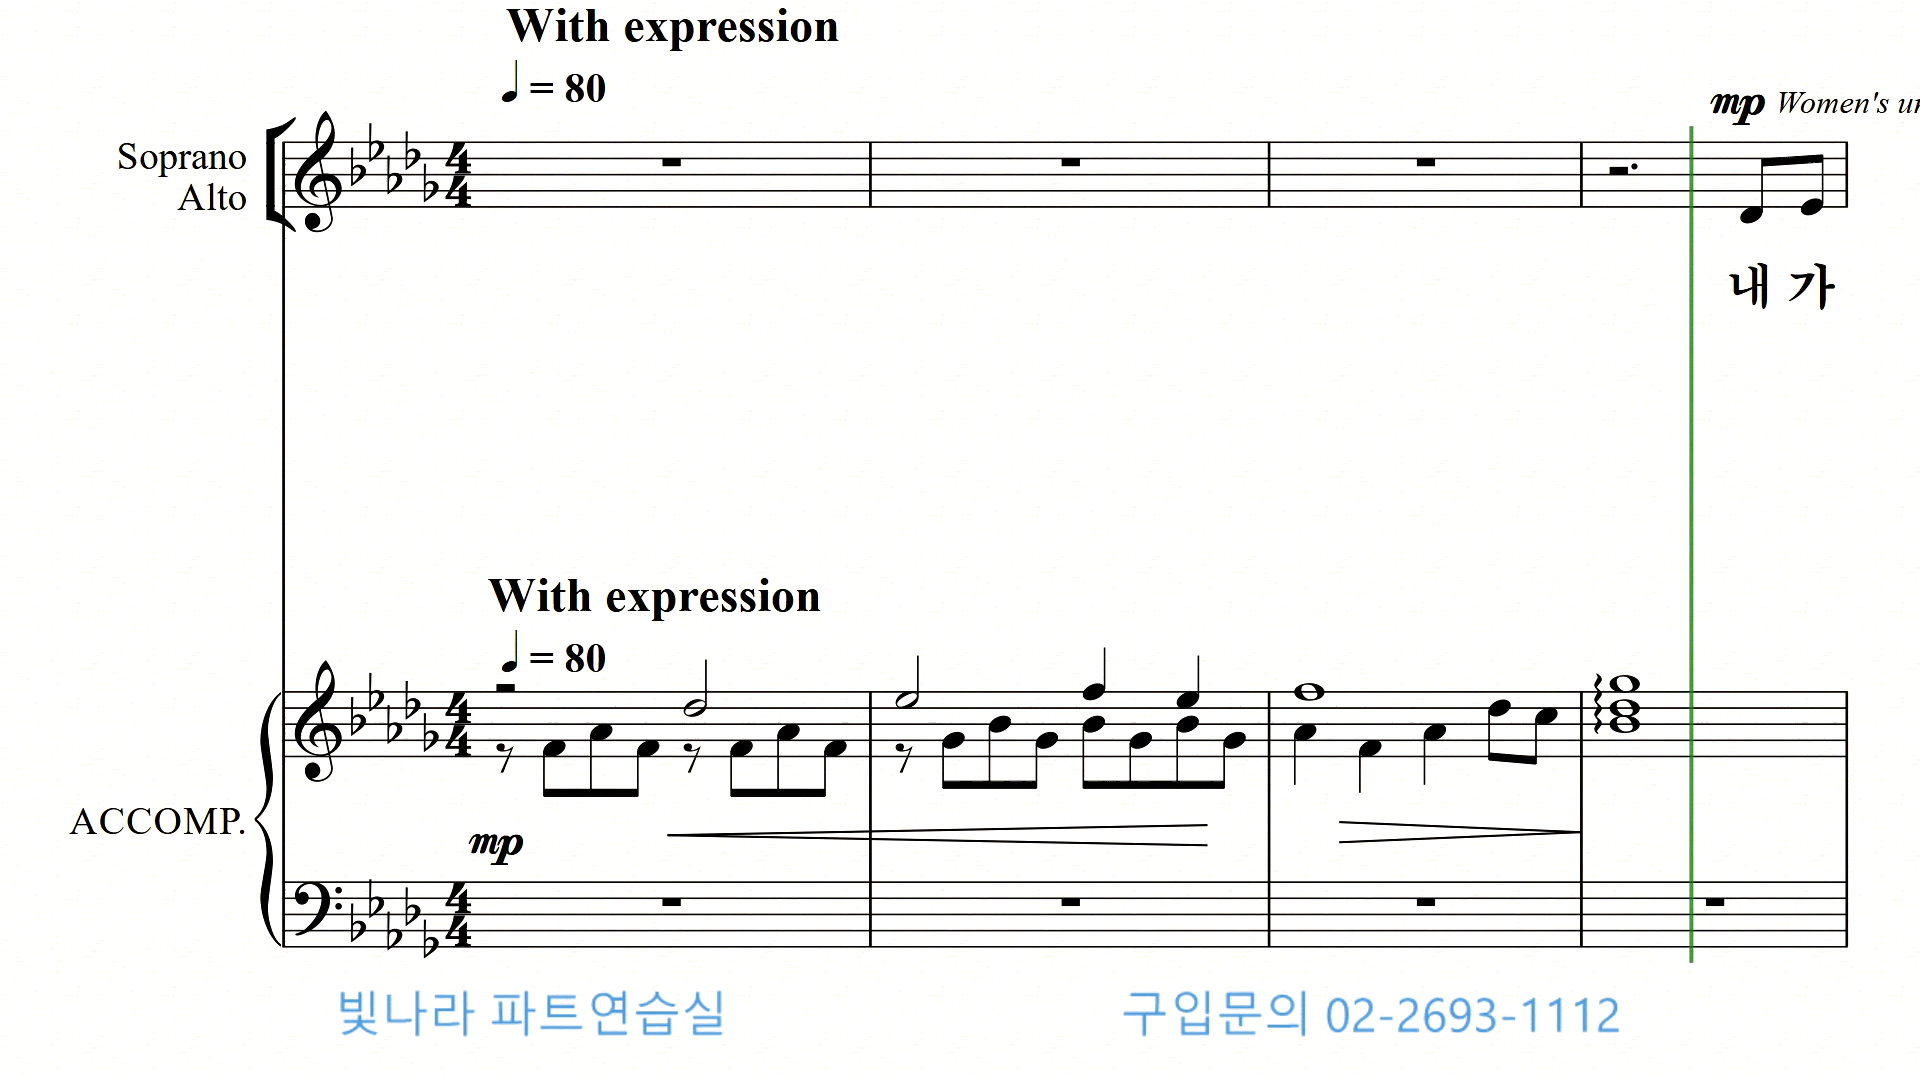 With expression
♩ = 80
mp Women's un
Soprano
Alto
내 가
With expression
♩ = 80
ACCOMP.
mp
빛나라 파트연습실
구입문의 02-2693-1112